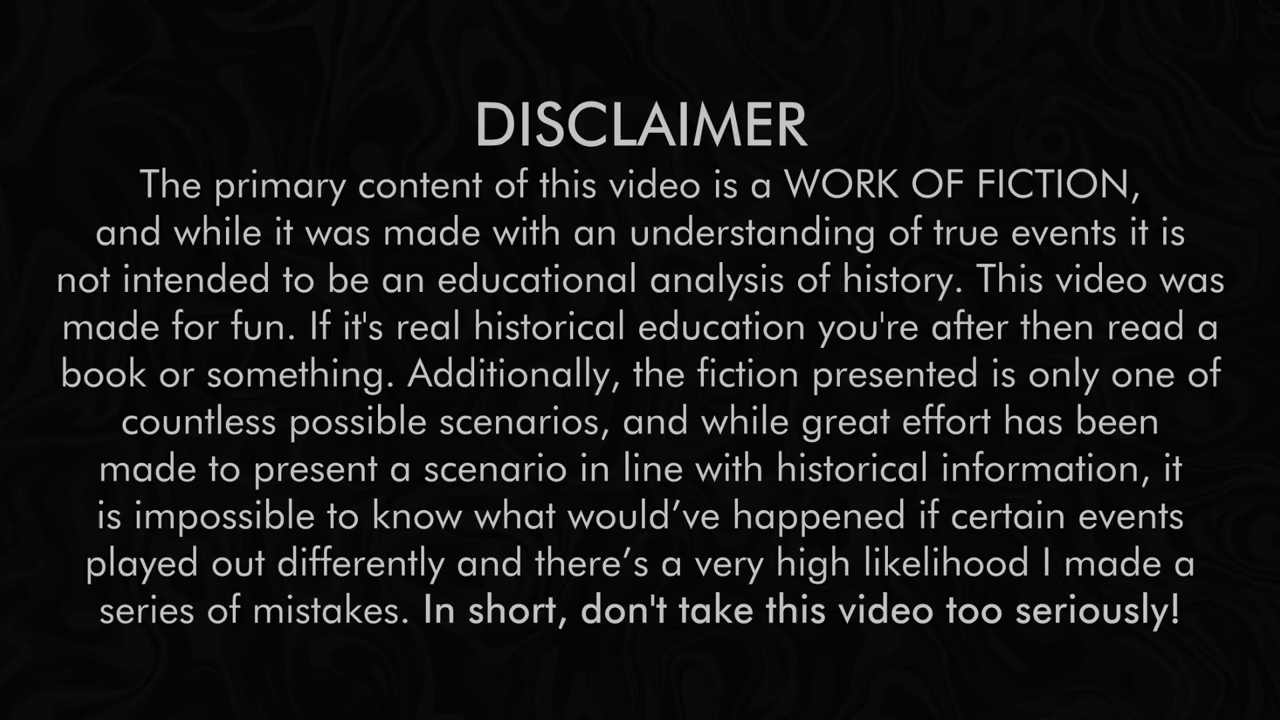 DISCLAIMER
The primary content of this video is a WORK OF FICTION,
and while it was made with an understanding of true events it is
not intended to be an educational analysis of history. This video was
made for fun. If it's real historical education you're after then read a
book or something. Additionally, the fiction presented is only one of
countless possible scenarios, and while great effort has been
made to present a scenario in line with historical information, it
is impossible to know what would’ve happened if certain events
played out differently and there’s a very high likelihood I made a
series of mistakes. In short, don't take this video too seriously!